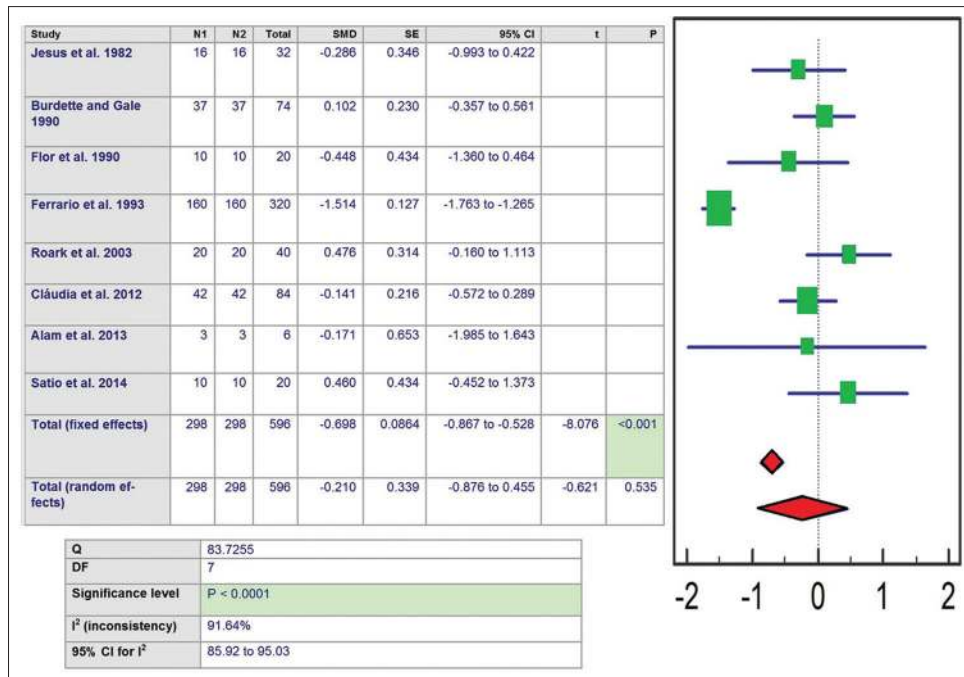 Study N1 N2 Total SMD SE 95% CI t P
Jesus et al. 1982 16 16 32 -0.286 0.346 -0.993 to 0.422
Burdette and Gale 37 37 74 0.102 0.230 -0.357 to 0.561
1990
Flor et al. 1990 10 10 20 -0.448 0.434 -1.360 to 0.464
Ferrario et al. 1993 160 160 320 -1.514 0.127 -1.763 to -1.265
Roark et al. 2003 20 20 40 0.476 0.314 -0.160 to 1.113
Cláudia et al. 2012 42 42 84 -0.141 0.216 -0.572 to 0.289
Alam et al. 2013 3 3 6 -0.171 0.653 -1.985 to 1.643
Satio et al. 2014 10 10 20 0.460 0.434 -0.452 to 1.373
Total (fixed effects) 298 298 596 -0.698 0.0864 -0.867 to -0.528 -8.076 <0.001
Total (random ef- 298 298 596 -0.210 0.339 -0.876 to 0.455 -0.621 0.535
fects)
Q 83.7255
DF 7
Significance level P < 0.0001
I² (inconsistency) 91.64%
95% CI for I² 85.92 to 95.03
-2 -1 0 1 2